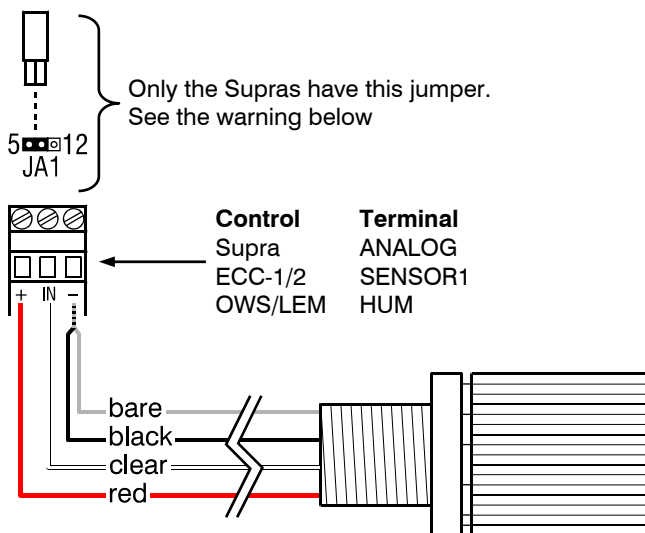 Only the Supras have this jumper.
See the warning below
5 12
JA1
Control Terminal
Supra ANALOG
ECC-1/2 SENSOR1
OWS/LEM HUM
+ IN −
bare
black
clear
red